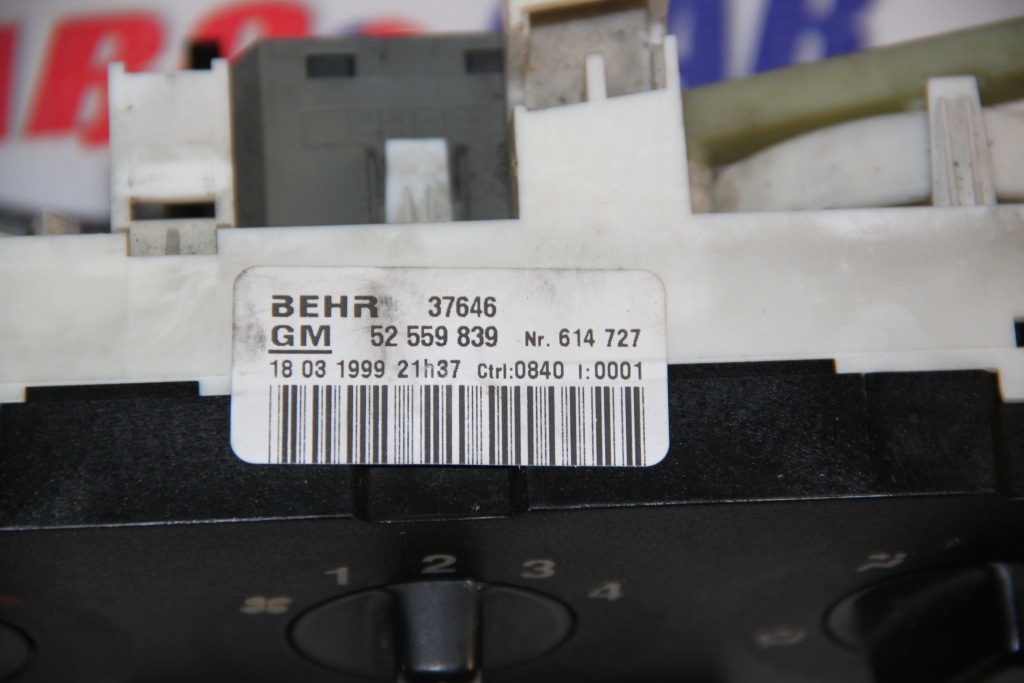 BEHR 37646
GM 52 559 839 Nr. 614 727
18 03 1999 21h37 Ctrl:0840 I:0001
1 2 3 4